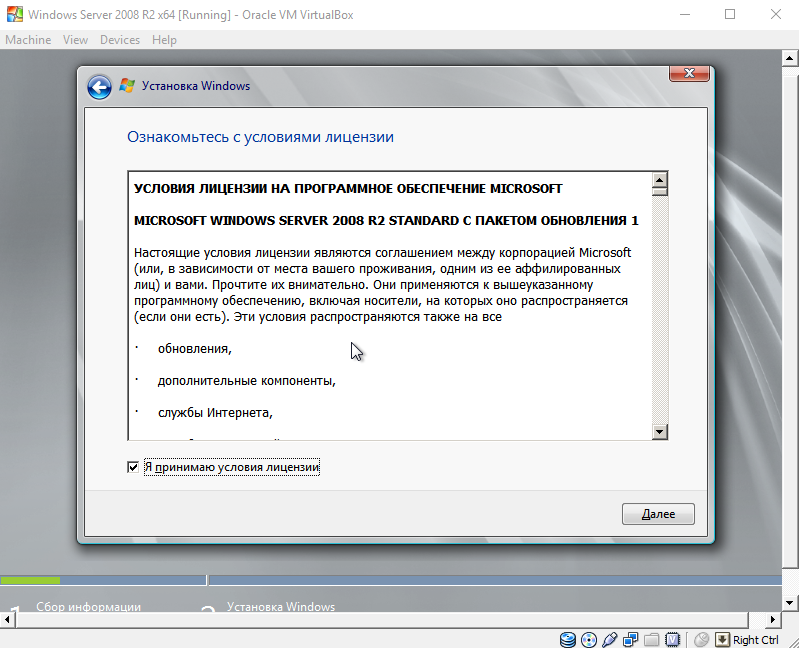 Windows Server 2008 R2 x64 [Running] - Oracle VM VirtualBox
Machine View Devices Help
Установка Windows
Ознакомьтесь с условиями лицензии
УСЛОВИЯ ЛИЦЕНЗИИ НА ПРОГРАММНОЕ ОБЕСПЕЧЕНИЕ MICROSOFT
MICROSOFT WINDOWS SERVER 2008 R2 STANDARD С ПАКЕТОМ ОБНОВЛЕНИЯ 1
Настоящие условия лицензии являются соглашением между корпорацией Microsoft
(или, в зависимости от места вашего проживания, одним из ее аффилированных
лиц) и вами. Прочтите их внимательно. Они применяются к вышеуказанному
программному обеспечению, включая носители, на которых оно распространяется
(если они есть). Эти условия распространяются также на все
· обновления,
· дополнительные компоненты,
· службы Интернета,
Я принимаю условия лицензии
Далее
Сбор информации
Установка Windows
Right Ctrl